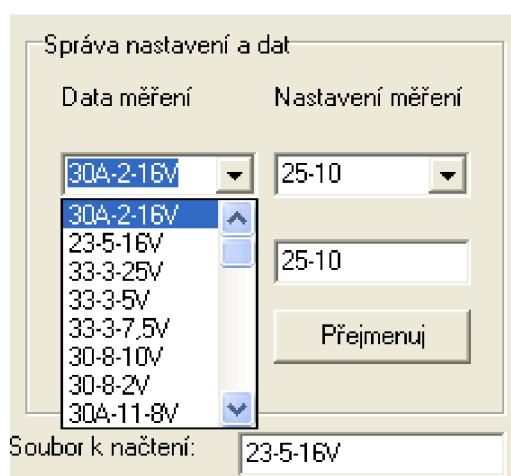 Správa nastavení a dat
Data měření Nastavení měření
30A-2-16V 25-10
30A-2-16V
23-5-16V
33-3-25V 25-10
33-3-5V
33-3-7,5V Přejmenuj
30-8-10V
30-8-2V
30A-11-8V
Soubor k načtení: 23-5-16V